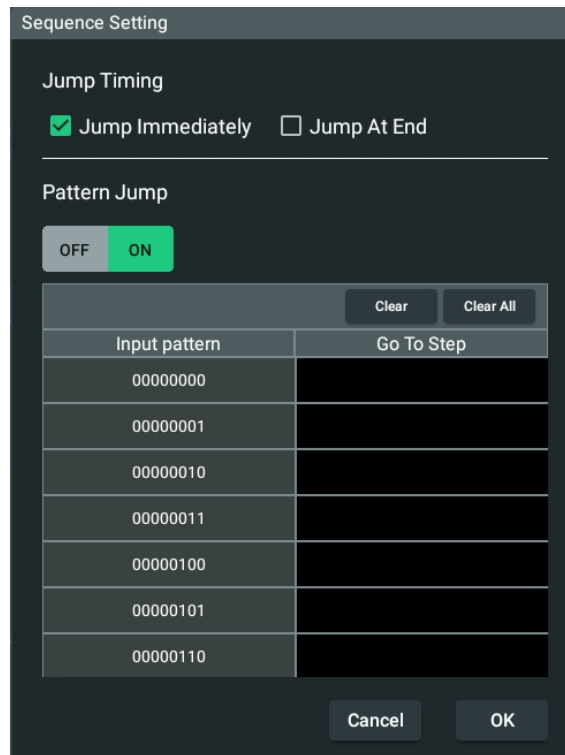 Sequence Setting
Jump Timing
Jump Immediately Jump At End
Pattern Jump
OFF ON
Clear Clear All
Input pattern Go To Step
00000000
00000001
00000010
00000011
00000100
00000101
00000110
Cancel OK